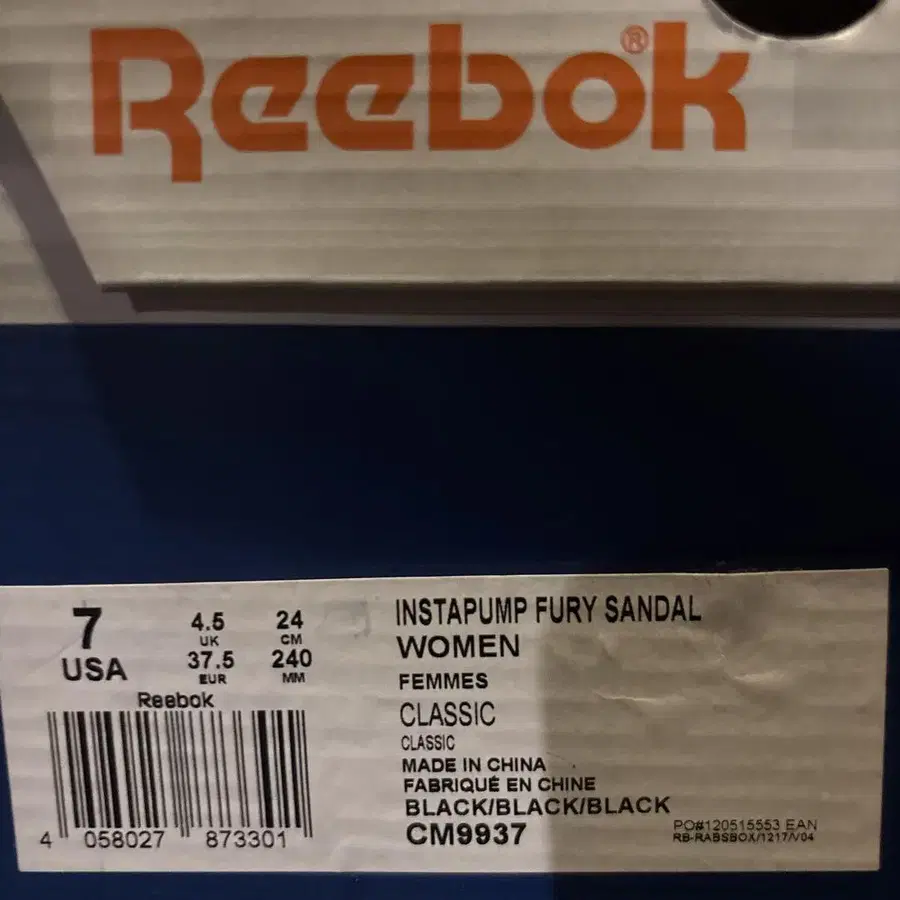 Reebok®
7
USA
4.5
UK
37.5
EUR
24
CM
240
MM
Reebok
4 058027 873301
INSTAPUMP FURY SANDAL
WOMEN
FEMMES
CLASSIC
CLASSIC
MADE IN CHINA
FABRIQUÉ EN CHINE
BLACK/BLACK/BLACK
CM9937
PO#120515553 EAN
RB-RABSBOX/1217/V04